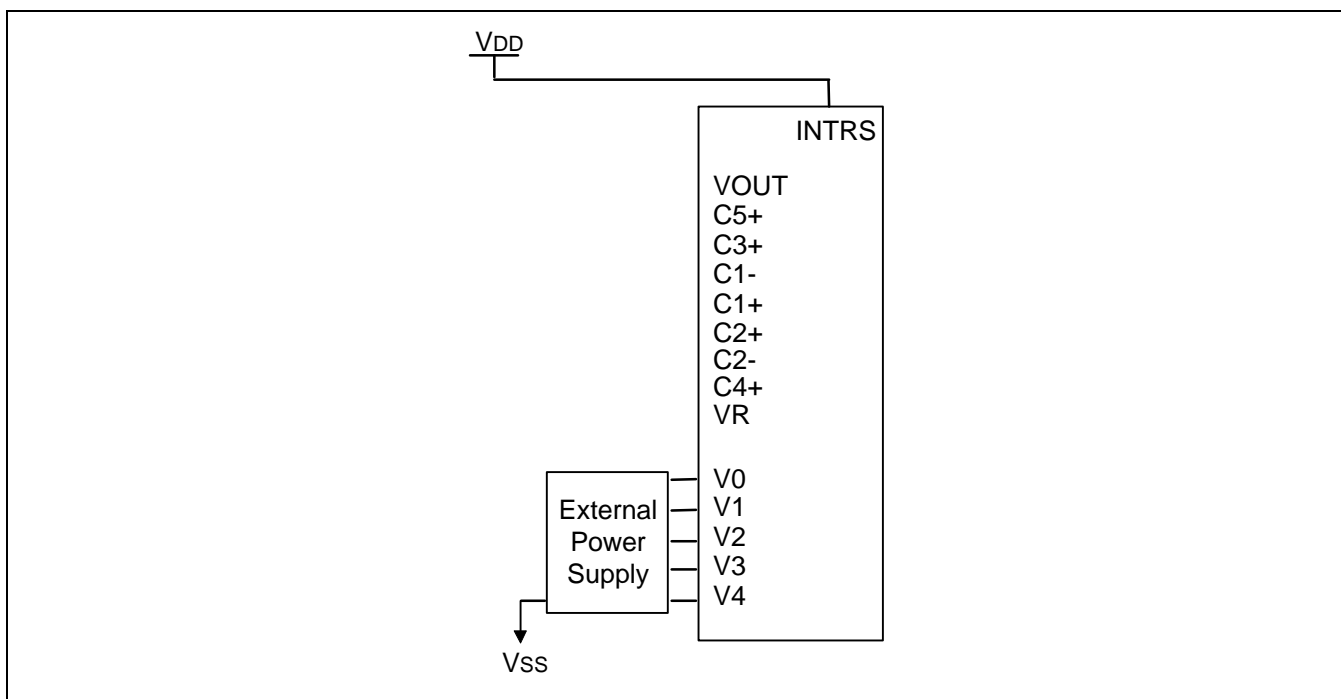 VDD
INTRS
VOUT
C5+
C3+
C1-
C1+
C2+
C2-
C4+
VR
V0
V1
V2
V3
V4
External
Power
Supply
VSS